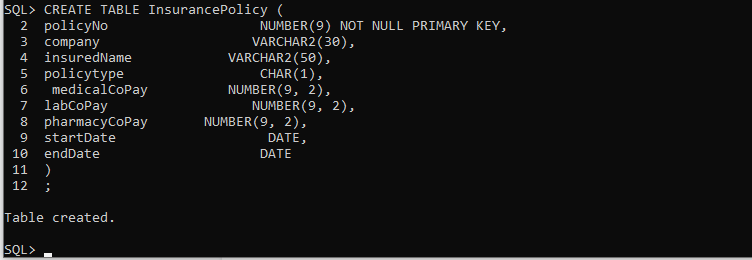 SQL> CREATE TABLE InsurancePolicy (
  2  policyNo                   NUMBER(9) NOT NULL PRIMARY KEY,
  3  company                   VARCHAR2(30),
  4  insuredName            VARCHAR2(50),
  5  policytype                 CHAR(1),
  6   medicalCoPay          NUMBER(9, 2),
  7  labCoPay                  NUMBER(9, 2),
  8  pharmacyCoPay       NUMBER(9, 2),
  9  startDate                   DATE,
 10  endDate                    DATE
 11  )
 12  ;
Table created.
SQL>